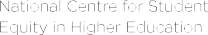 National Centre for Student
Equity in Higher Education